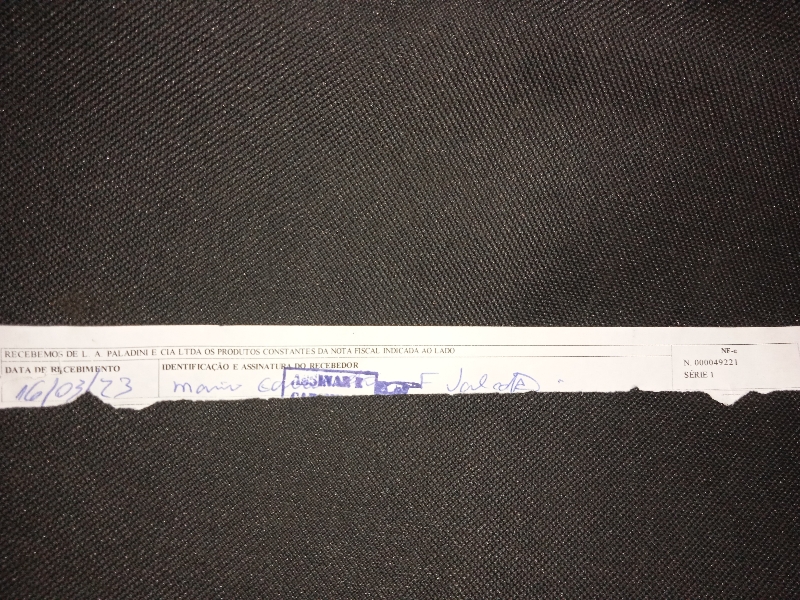 RECEBEMOS DE L. A. PALADINI E CIA LTDA OS PRODUTOS CONSTANTES DA NOTA FISCAL INDICADA AO LADO
NF-e
N. 000049221
SÉRIE 1
DATA DE RECEBIMENTO
IDENTIFICAÇÃO E ASSINATURA DO RECEBEDOR
16/03/23